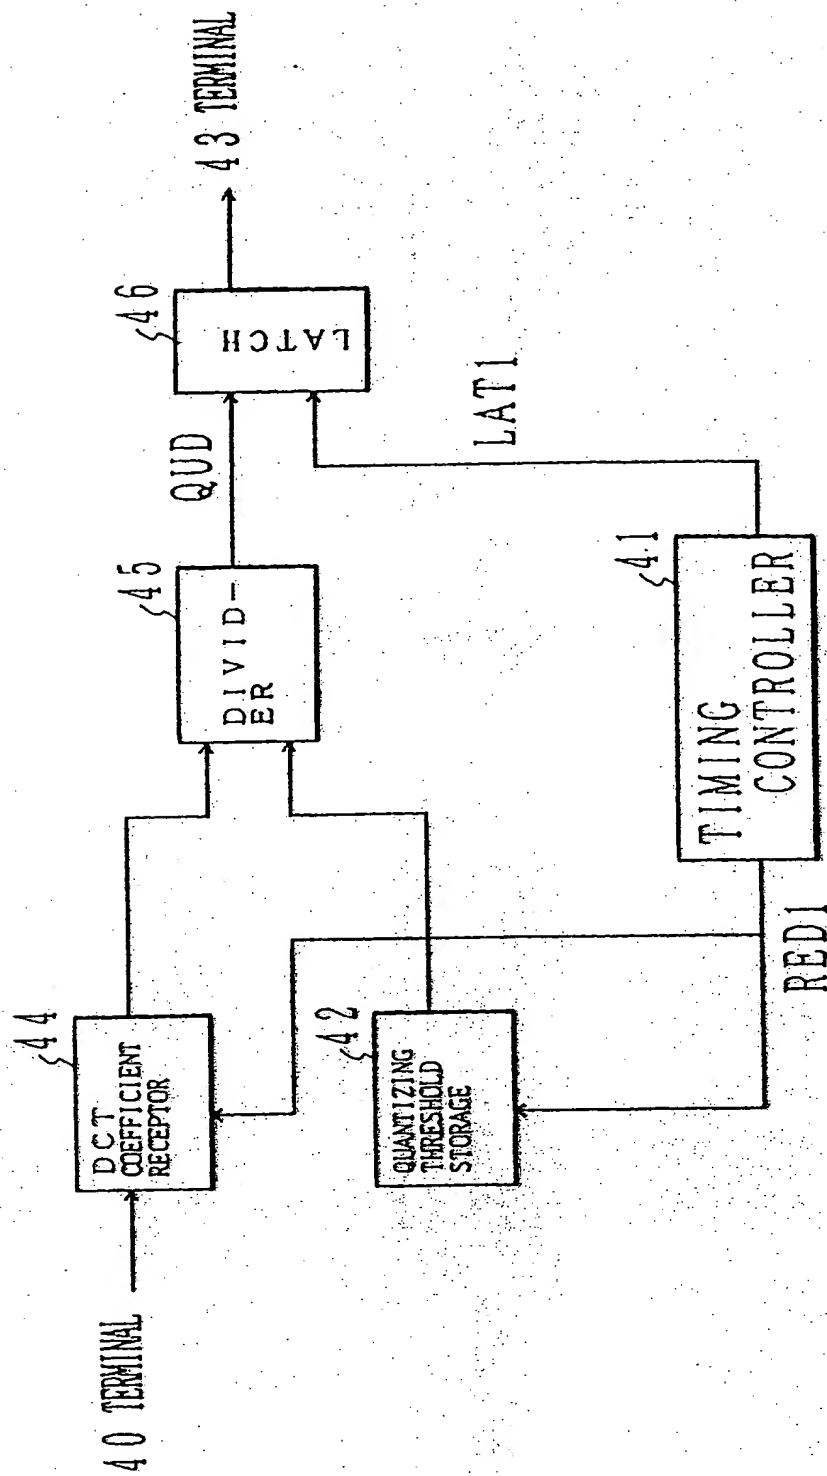 40 TERMINAL
44
DCT
COEFFICIENT
RECEPTOR
42
QUANTIZING
THRESHOLD
STORAGE
45
DIVID-
ER
QUD
46
LATCH
43 TERMINAL
RED1
41
TIMING
CONTROLLER
LAT1